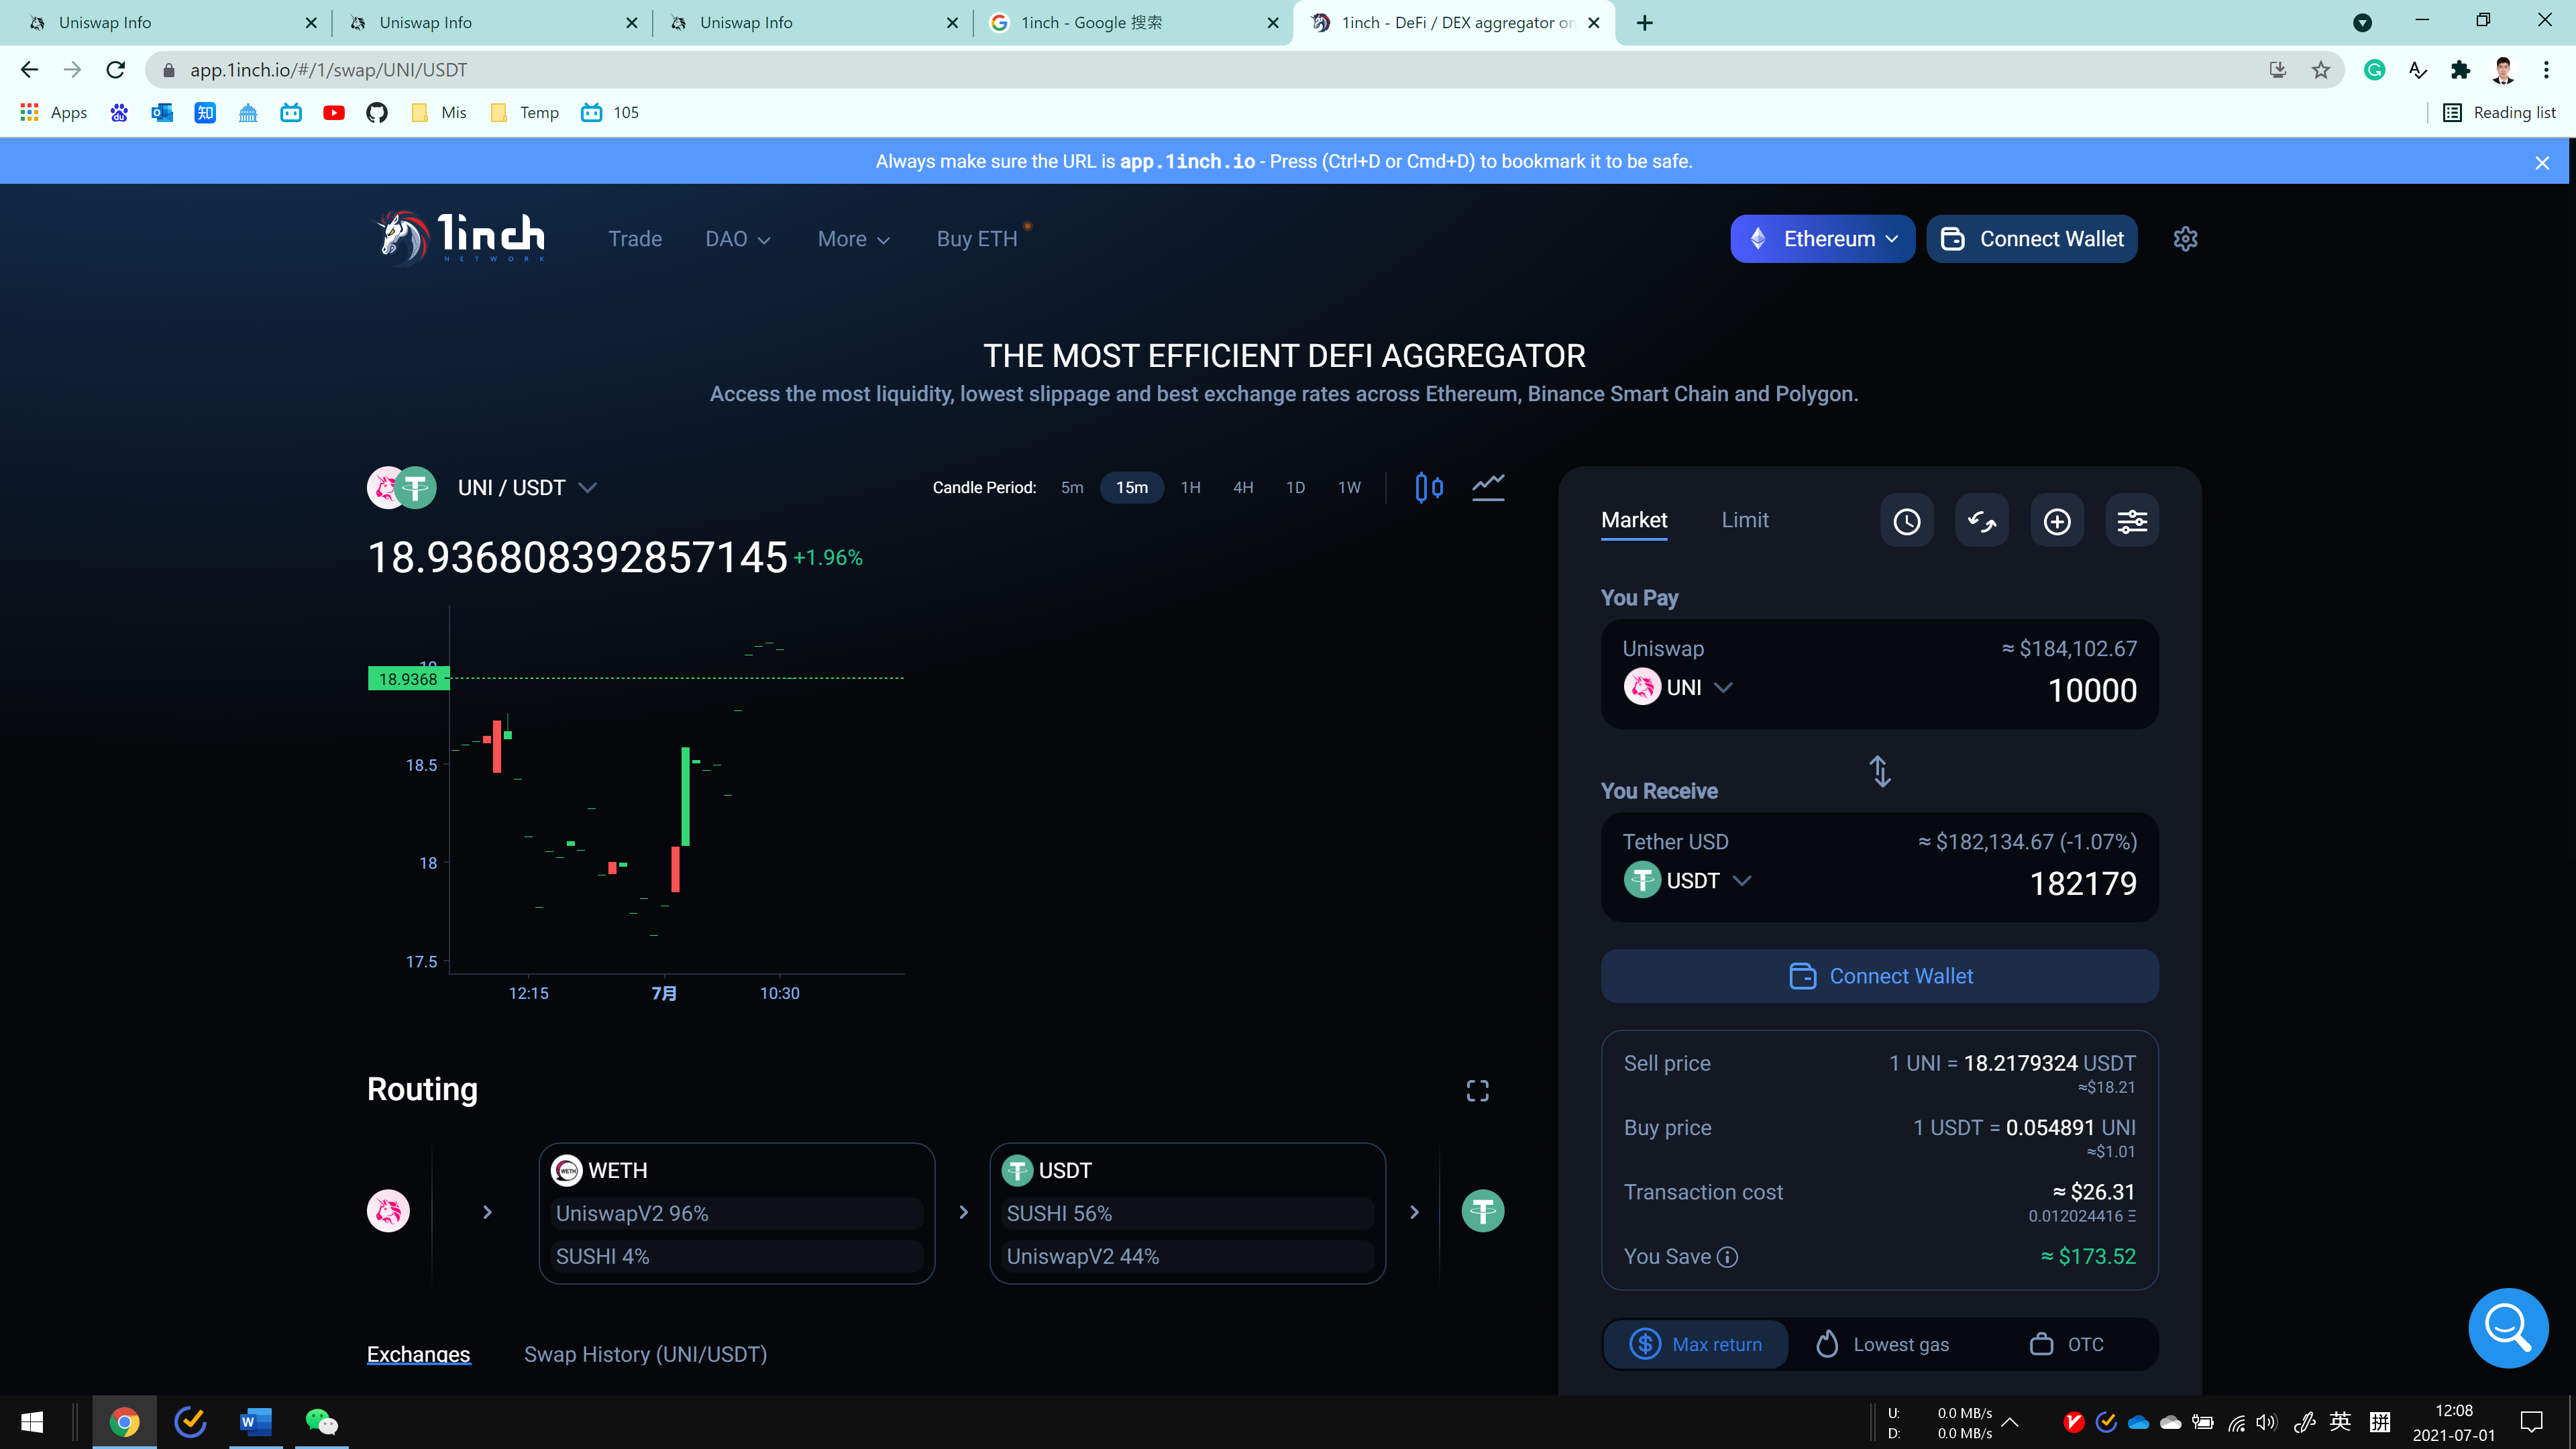 Uniswap Info
Uniswap Info
Uniswap Info
1inch - Google 搜索
1inch - DeFi / DEX aggregator on
app.1inch.io/#/1/swap/UNI/USDT
Apps
du
知
Mis
Temp
105
Reading list
Always make sure the URL is app.1inch.io - Press (Ctrl+D or Cmd+D) to bookmark it to be safe.
1inch
NETWORK
Trade
DAO
More
Buy ETH
Ethereum
Connect Wallet
THE MOST EFFICIENT DEFI AGGREGATOR
Access the most liquidity, lowest slippage and best exchange rates across Ethereum, Binance Smart Chain and Polygon.
UNI / USDT
Candle Period:
5m
15m
1H
4H
1D
1W
18.936808392857145 +1.96%
18.9368
18.5
18
17.5
12:15
7月
10:30
Market
Limit
You Pay
Uniswap
≈ $184,102.67
UNI
10000
You Receive
Tether USD
≈ $182,134.67 (-1.07%)
USDT
182179
Connect Wallet
Sell price
1 UNI = 18.2179324 USDT
≈$18.21
Buy price
1 USDT = 0.054891 UNI
≈$1.01
Transaction cost
≈ $26.31
0.012024416 Ξ
You Save
≈ $173.52
Max return
Lowest gas
OTC
Routing
WETH
WETH
UniswapV2 96%
SUSHI 4%
USDT
SUSHI 56%
UniswapV2 44%
Exchanges
Swap History (UNI/USDT)
W
U: 0.0 MB/s
D: 0.0 MB/s
英
拼
12:08
2021-07-01